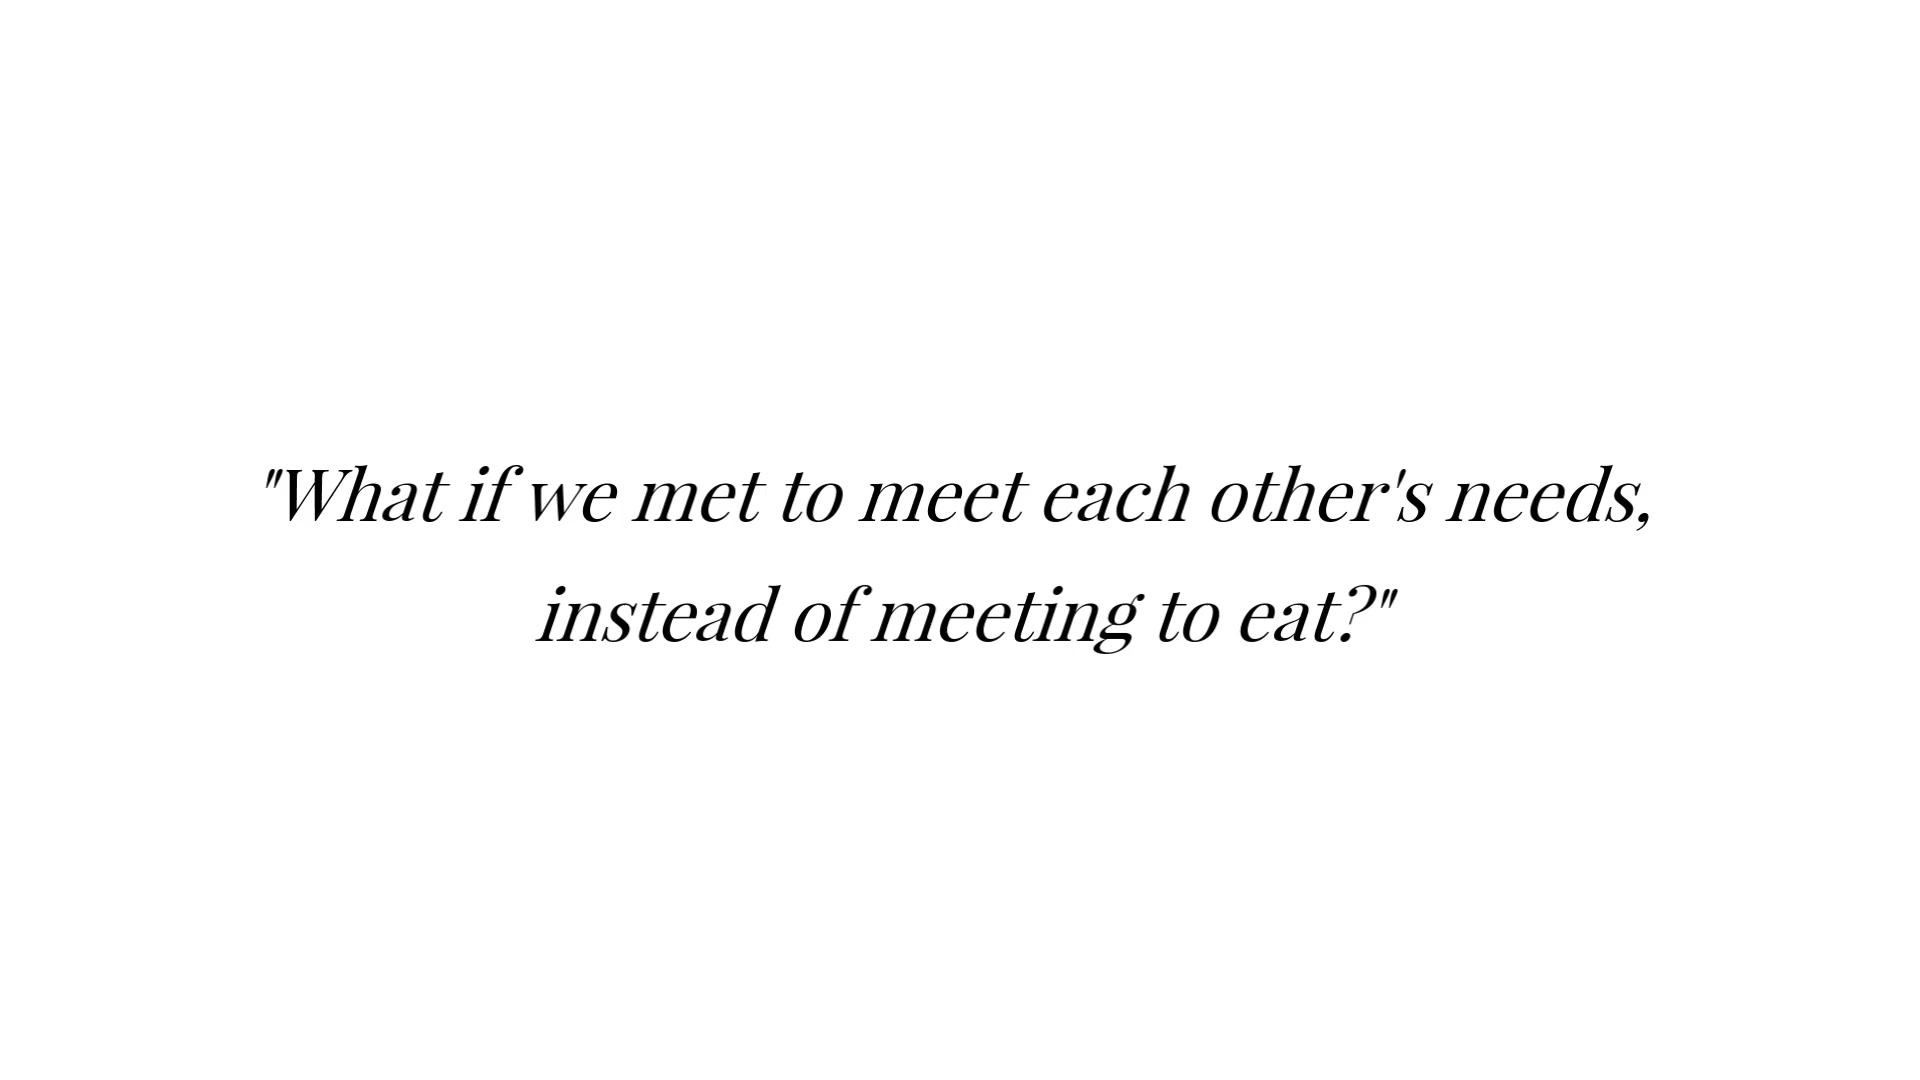 "What if we met to meet each other's needs,
instead of meeting to eat?"